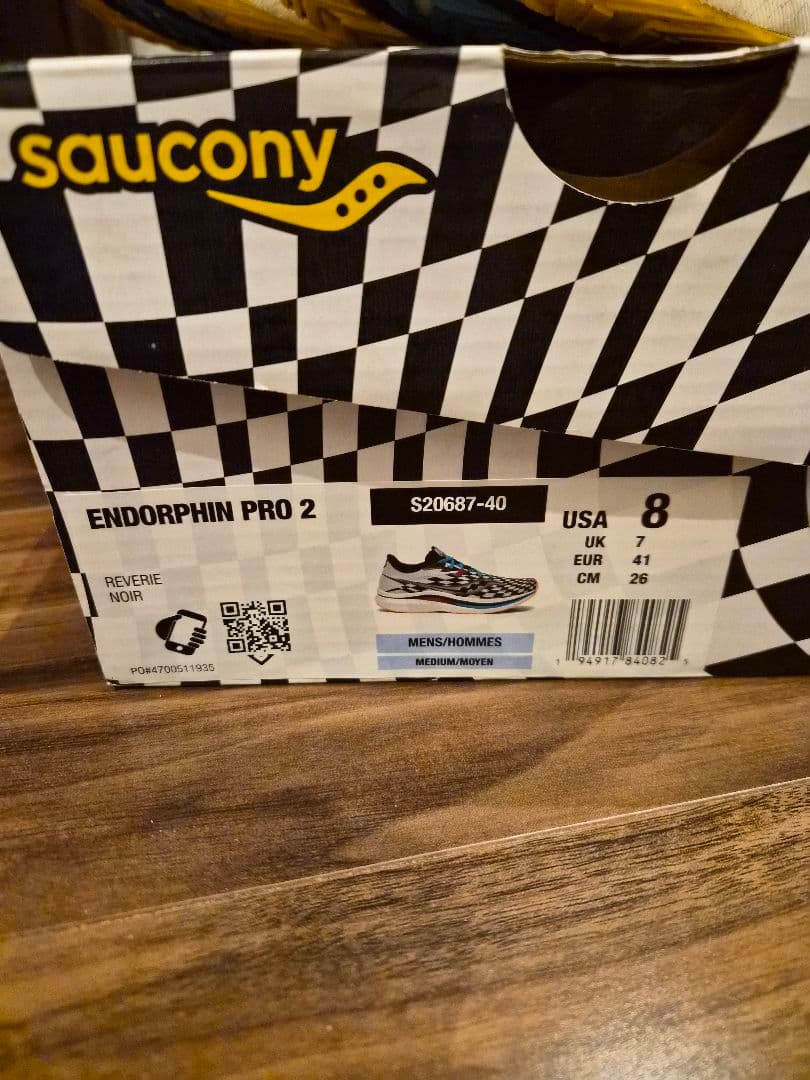 saucony
ENDORPHIN PRO 2
REVERIE
NOIR
PO#4700511935
S20687-40
MENS/HOMMES
MEDIUM/MOYEN
USA 8
UK 7
EUR 41
CM 26
1 94917 84082 5